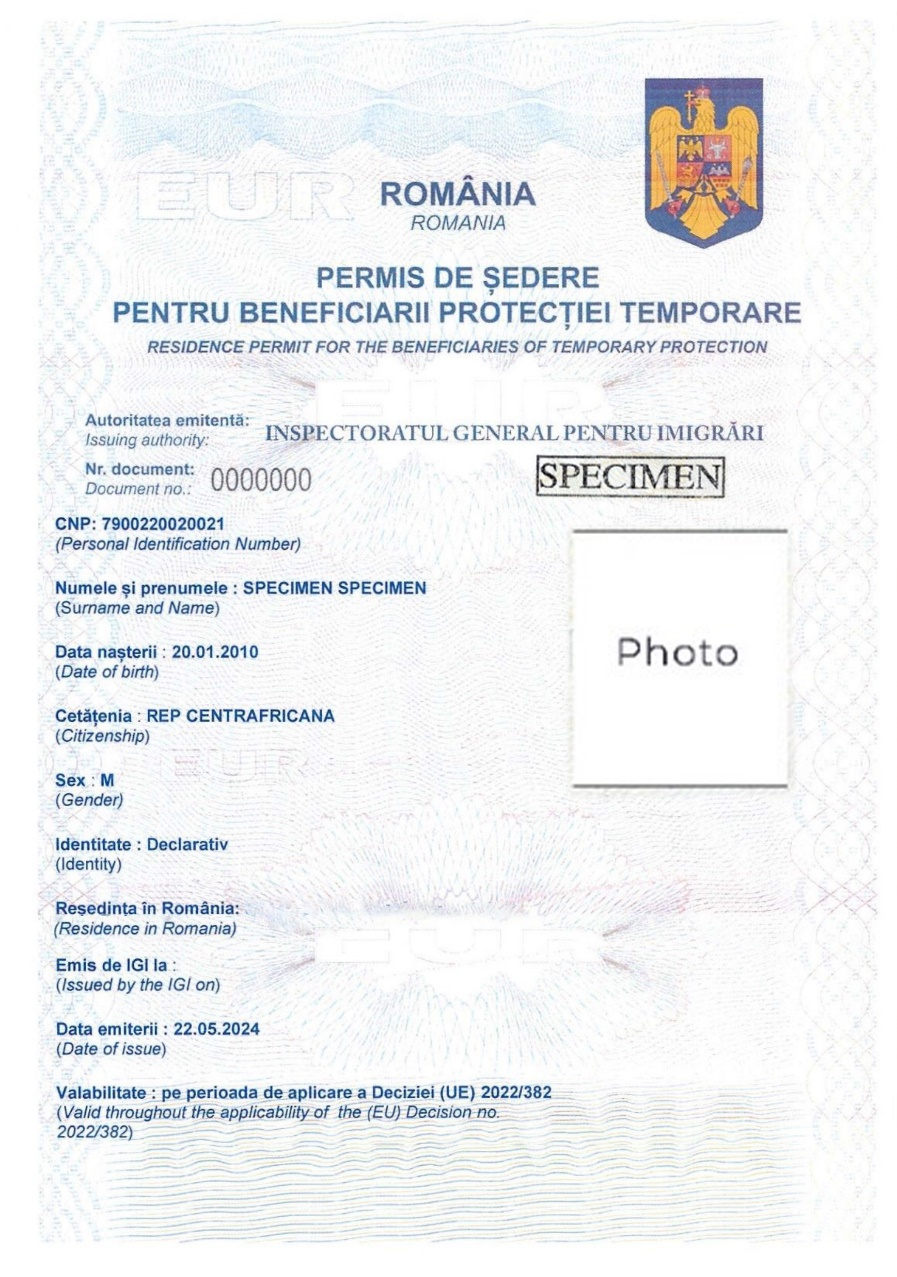 EUR
ROMÂNIA
ROMANIA
PERMIS DE ȘEDERE
PENTRU BENEFICIARII PROTECȚIEI TEMPORARE
RESIDENCE PERMIT FOR THE BENEFICIARIES OF TEMPORARY PROTECTION
EUR
Autoritatea emitentă:
Issuing authority:
INSPECTORATUL GENERAL PENTRU IMIGRĂRI
Nr. document:
Document no.:
0000000
SPECIMEN
CNP: 7900220020021
(Personal Identification Number)
Numele și prenumele : SPECIMEN SPECIMEN
(Surname and Name)
Photo
Data nașterii : 20.01.2010
(Date of birth)
Cetățenia : REP CENTRAFRICANA
(Citizenship)
EUR
Sex : M
(Gender)
Identitate : Declarativ
(Identity)
Reședința în România:
(Residence in Romania)
EUR
Emis de IGI la :
(Issued by the IGI on)
Data emiterii : 22.05.2024
(Date of issue)
Valabilitate : pe perioada de aplicare a Deciziei (UE) 2022/382
(Valid throughout the applicability of the (EU) Decision no.
2022/382)